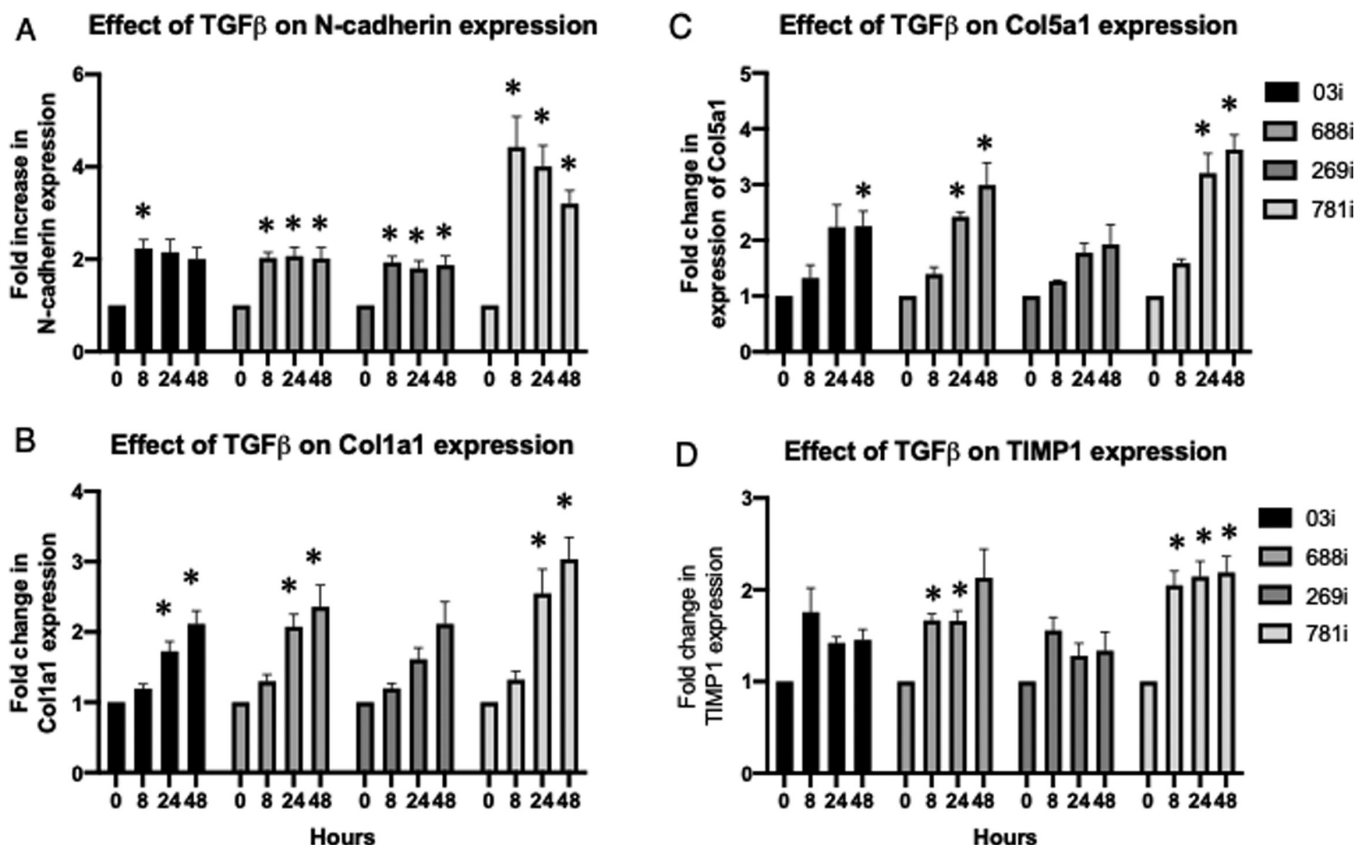 A
Effect of TGFβ on N-cadherin expression
Fold increase in
N-cadherin expression
6
4
2
0
* * * * * * * * * *
0 8 24 48 0 8 24 48 0 8 24 48 0 8 24 48
C
Effect of TGFβ on Col5a1 expression
Fold change in
expression of Col5a1
5
4
3
2
1
0
* * * * *
0 8 24 48 0 8 24 48 0 8 24 48 0 8 24 48
03i
688i
269i
781i
B
Effect of TGFβ on Col1a1 expression
Fold change in
Col1a1 expression
4
3
2
1
0
* * * * * *
0 8 24 48 0 8 24 48 0 8 24 48 0 8 24 48
Hours
D
Effect of TGFβ on TIMP1 expression
Fold change in
TIMP1 expression
3
2
1
0
* * * * *
0 8 24 48 0 8 24 48 0 8 24 48 0 8 24 48
Hours
03i
688i
269i
781i